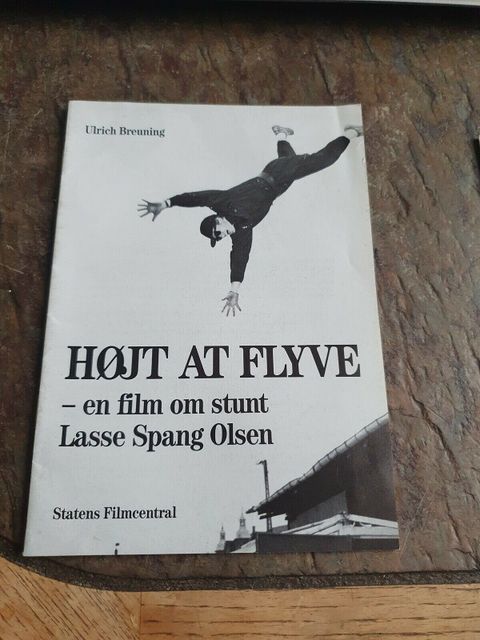 Ulrich Breuning
HØJT AT FLYVE
– en film om stunt
Lasse Spang Olsen
Statens Filmcentral